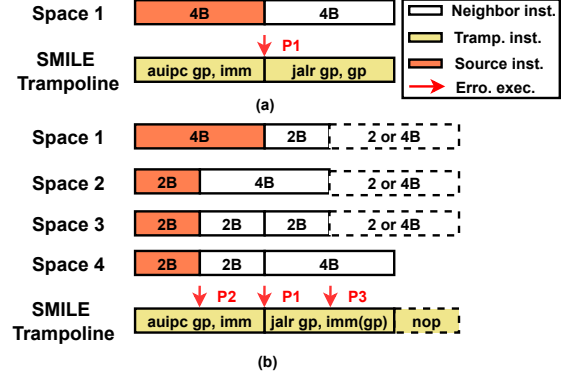 Space 1 4B 4B
P1
SMILE Trampoline auipc gp, imm jalr gp, gp
(a)
Neighbor inst.
Tramp. inst.
Source inst.
Erro. exec.
Space 1 4B 2B 2 or 4B
Space 2 2B 4B 2 or 4B
Space 3 2B 2B 2B 2 or 4B
Space 4 2B 2B 4B
P2 P1 P3
SMILE Trampoline auipc gp, imm jalr gp, imm(gp) nop
(b)